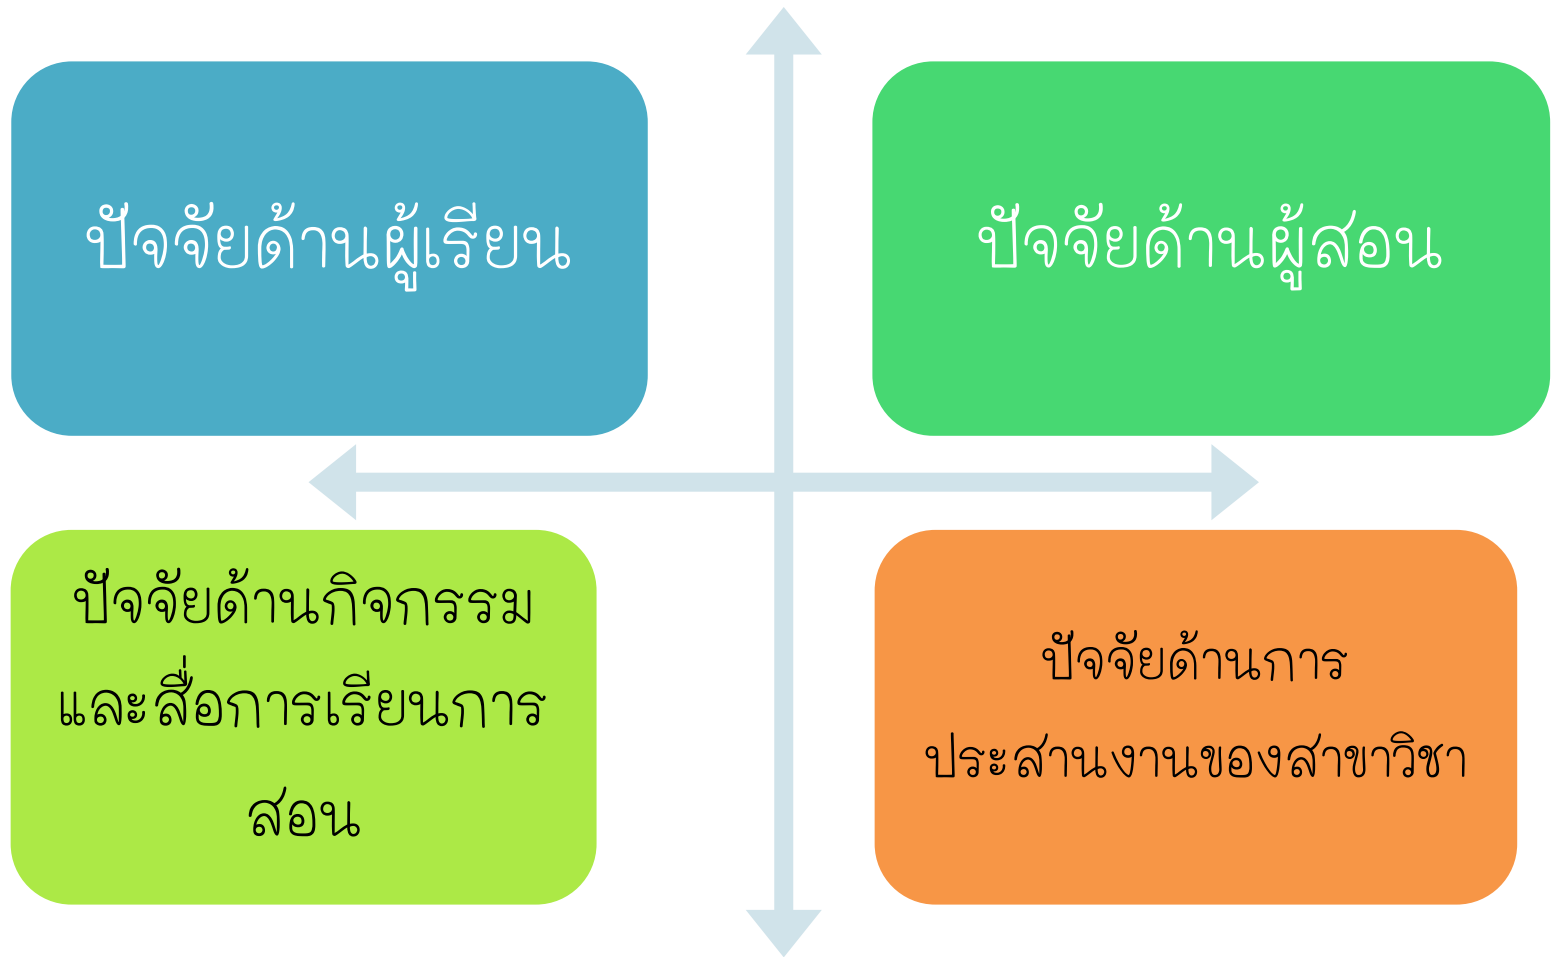 ปัจจัยด้านผู้เรียน
ปัจจัยด้านผู้สอน
ปัจจัยด้านกิจกรรม
และสื่อการเรียนการ
สอน
ปัจจัยด้านการ
ประสานงานของสาขาวิชา